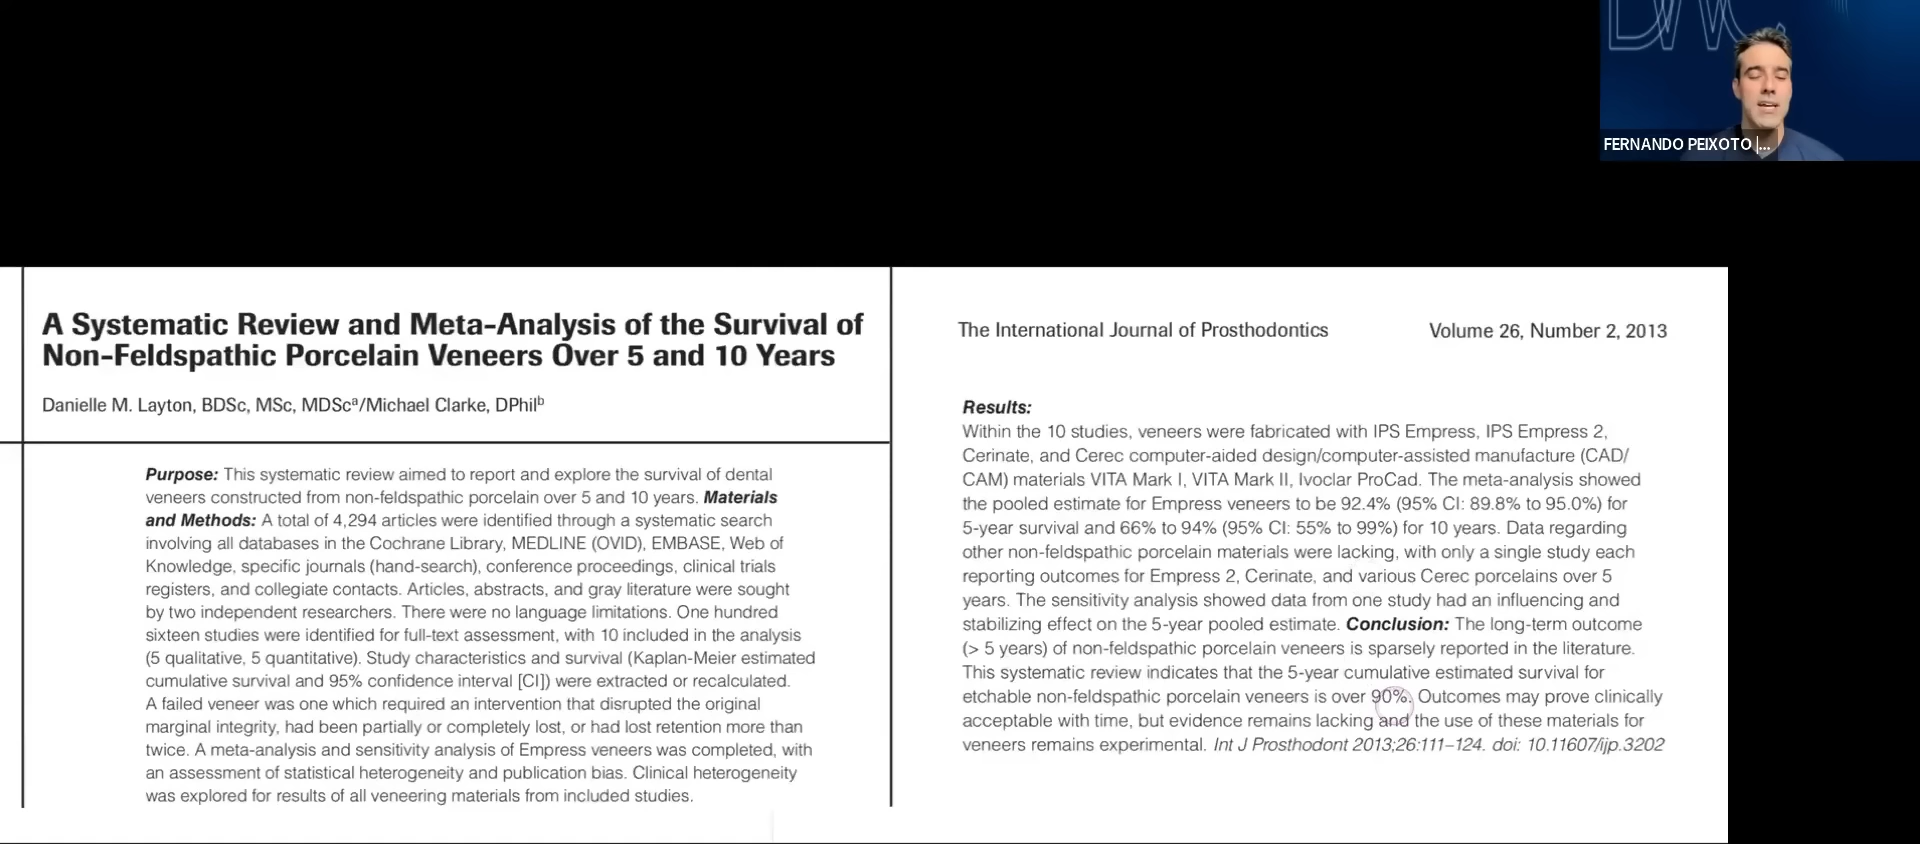 DWC
FERNANDO PEIXOTO |...
A Systematic Review and Meta-Analysis of the Survival of
Non-Feldspathic Porcelain Veneers Over 5 and 10 Years
Danielle M. Layton, BDSc, MSc, MDScᵃ/Michael Clarke, DPhilᵇ
Purpose: This systematic review aimed to report and explore the survival of dental
veneers constructed from non-feldspathic porcelain over 5 and 10 years. Materials
and Methods: A total of 4,294 articles were identified through a systematic search
involving all databases in the Cochrane Library, MEDLINE (OVID), EMBASE, Web of
Knowledge, specific journals (hand-search), conference proceedings, clinical trials
registers, and collegiate contacts. Articles, abstracts, and gray literature were sought
by two independent researchers. There were no language limitations. One hundred
sixteen studies were identified for full-text assessment, with 10 included in the analysis
(5 qualitative, 5 quantitative). Study characteristics and survival (Kaplan-Meier estimated
cumulative survival and 95% confidence interval [CI]) were extracted or recalculated.
A failed veneer was one which required an intervention that disrupted the original
marginal integrity, had been partially or completely lost, or had lost retention more than
twice. A meta-analysis and sensitivity analysis of Empress veneers was completed, with
an assessment of statistical heterogeneity and publication bias. Clinical heterogeneity
was explored for results of all veneering materials from included studies.
The International Journal of Prosthodontics
Volume 26, Number 2, 2013
Results:
Within the 10 studies, veneers were fabricated with IPS Empress, IPS Empress 2,
Cerinate, and Cerec computer-aided design/computer-assisted manufacture (CAD/
CAM) materials VITA Mark I, VITA Mark II, Ivoclar ProCad. The meta-analysis showed
the pooled estimate for Empress veneers to be 92.4% (95% CI: 89.8% to 95.0%) for
5-year survival and 66% to 94% (95% CI: 55% to 99%) for 10 years. Data regarding
other non-feldspathic porcelain materials were lacking, with only a single study each
reporting outcomes for Empress 2, Cerinate, and various Cerec porcelains over 5
years. The sensitivity analysis showed data from one study had an influencing and
stabilizing effect on the 5-year pooled estimate. Conclusion: The long-term outcome
(> 5 years) of non-feldspathic porcelain veneers is sparsely reported in the literature.
This systematic review indicates that the 5-year cumulative estimated survival for
etchable non-feldspathic porcelain veneers is over 90%. Outcomes may prove clinically
acceptable with time, but evidence remains lacking and the use of these materials for
veneers remains experimental. Int J Prosthodont 2013;26:111–124. doi: 10.11607/ijp.3202